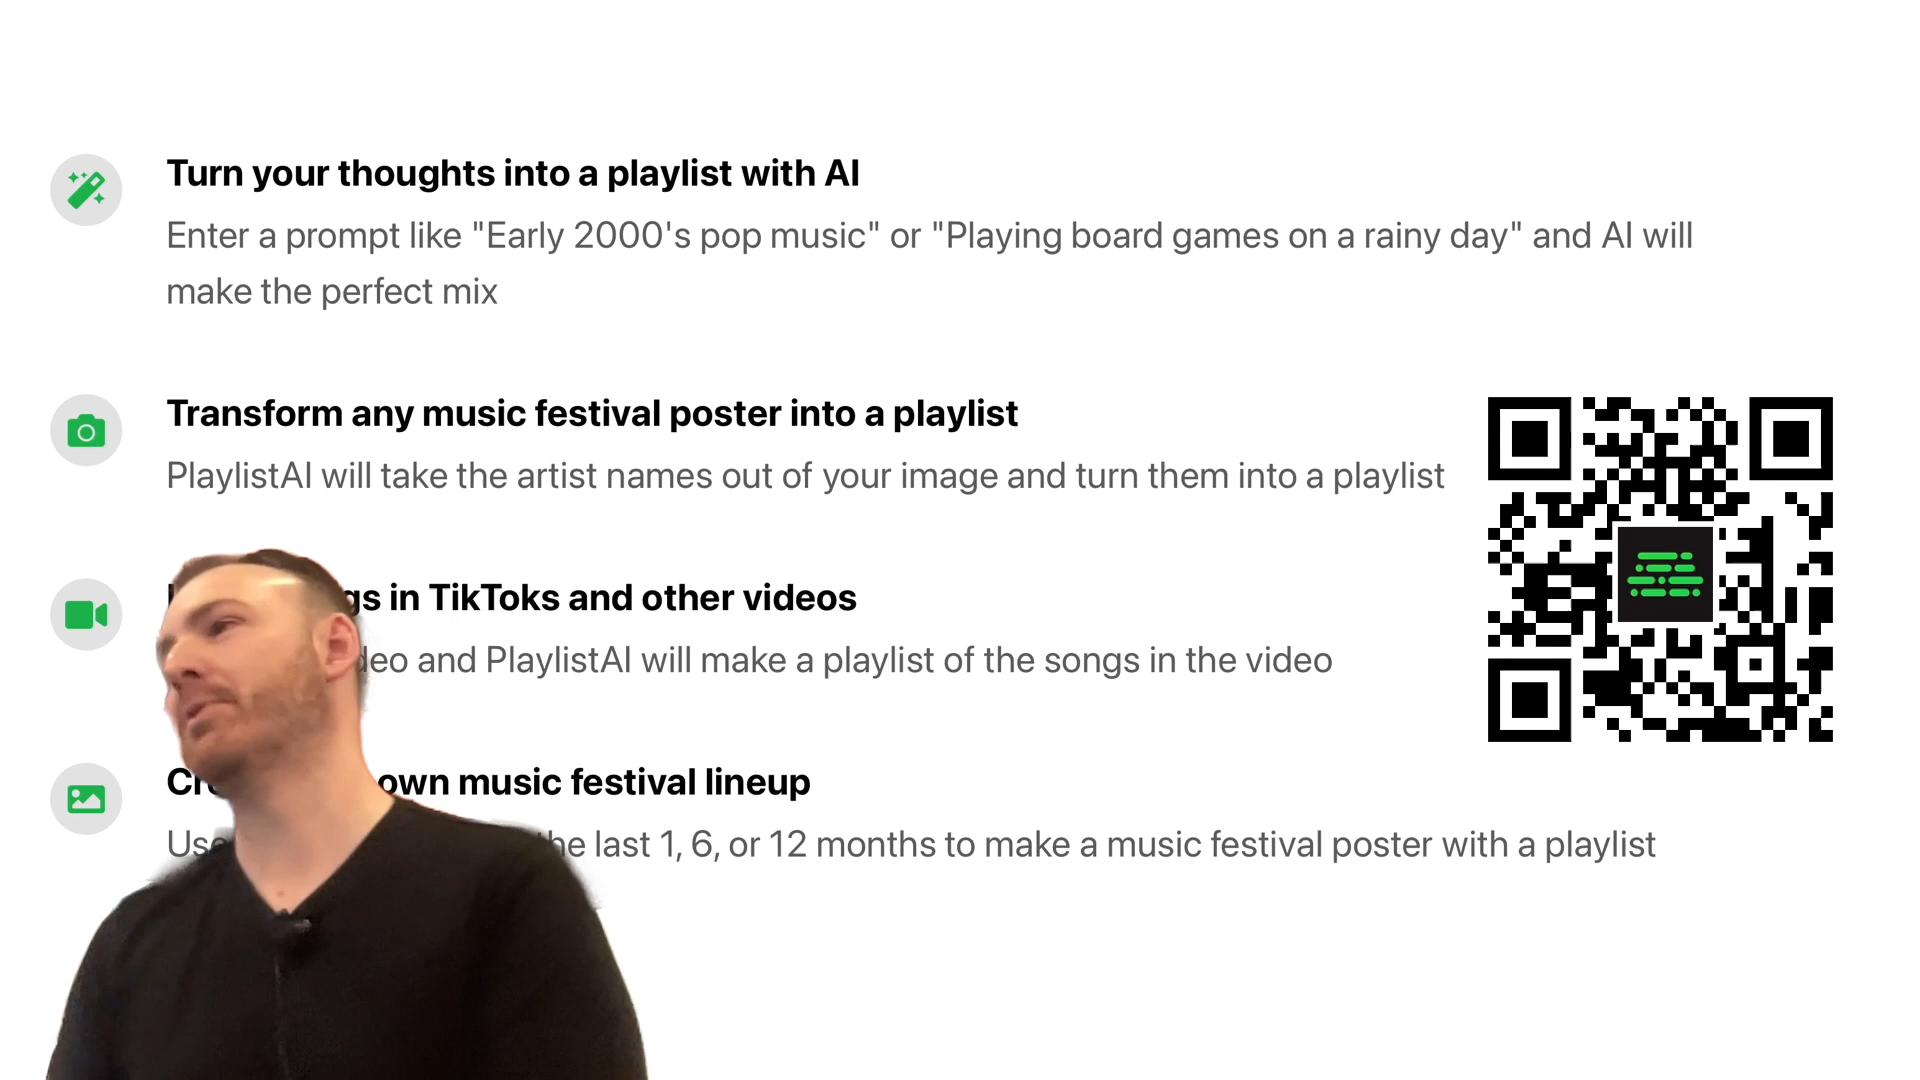 Turn your thoughts into a playlist with AI
Enter a prompt like "Early 2000's pop music" or "Playing board games on a rainy day" and AI will
make the perfect mix
Transform any music festival poster into a playlist
PlaylistAI will take the artist names out of your image and turn them into a playlist
in TikToks and other videos
and PlaylistAI will make a playlist of the songs in the video
own music festival lineup
last 1, 6, or 12 months to make a music festival poster with a playlist